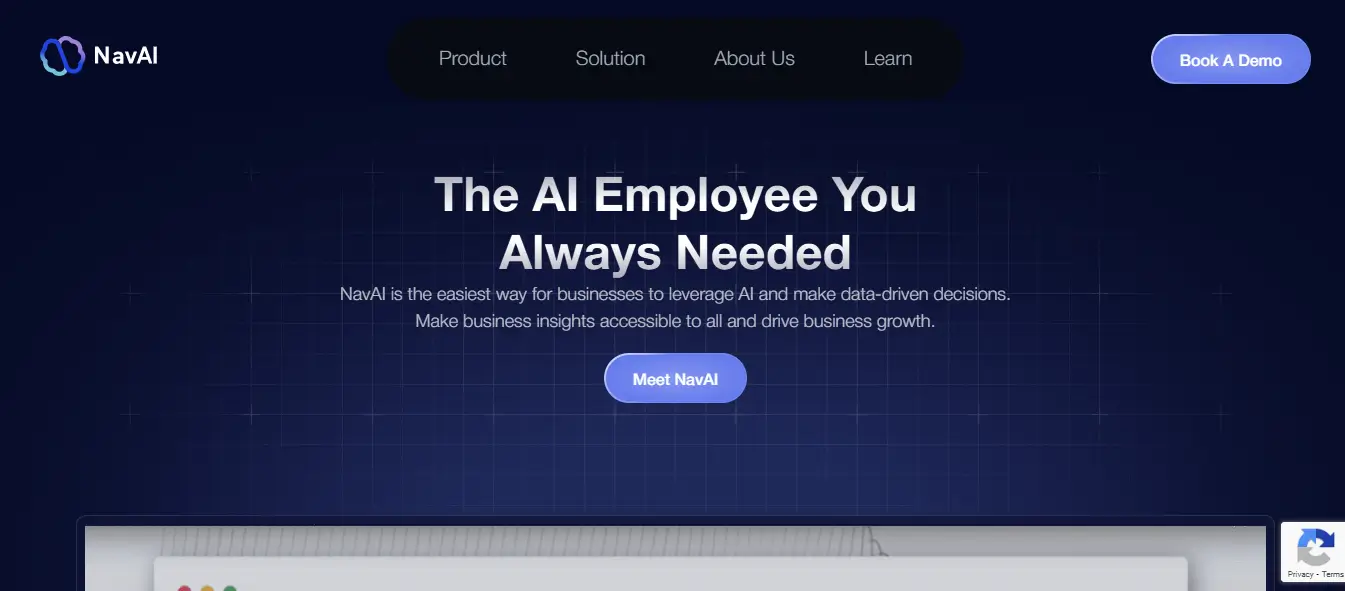 NavAI
Product
Solution
About Us
Learn
Book A Demo
The AI Employee You
Always Needed
NavAI is the easiest way for businesses to leverage AI and make data-driven decisions.
Make business insights accessible to all and drive business growth.
Meet NavAI
Privacy - Terms